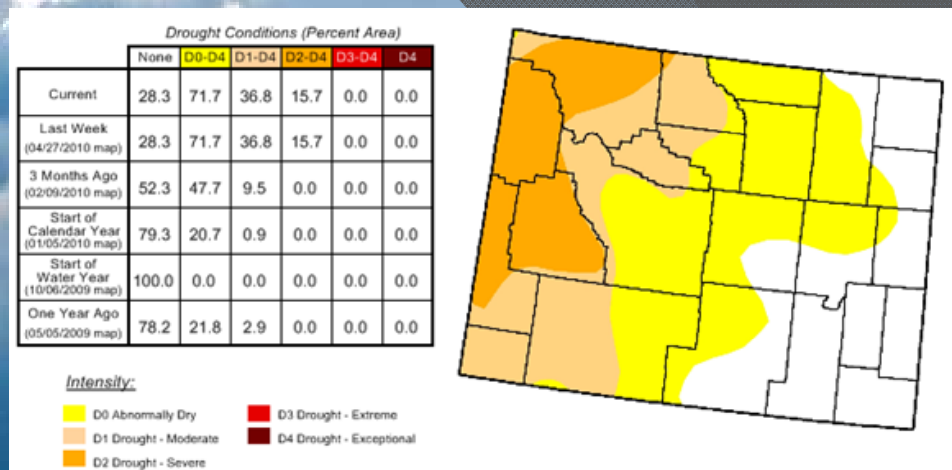 Drought Conditions (Percent Area)
None D0-D4 D1-D4 D2-D4 D3-D4 D4
Current 28.3 71.7 36.8 15.7 0.0 0.0
Last Week
(04/27/2010 map) 28.3 71.7 36.8 15.7 0.0 0.0
3 Months Ago
(02/09/2010 map) 52.3 47.7 9.5 0.0 0.0 0.0
Start of
Calendar Year
(01/05/2010 map) 79.3 20.7 0.9 0.0 0.0 0.0
Start of
Water Year
(10/06/2009 map) 100.0 0.0 0.0 0.0 0.0 0.0
One Year Ago
(05/05/2009 map) 78.2 21.8 2.9 0.0 0.0 0.0
Intensity:
D0 Abnormally Dry
D1 Drought - Moderate
D2 Drought - Severe
D3 Drought - Extreme
D4 Drought - Exceptional